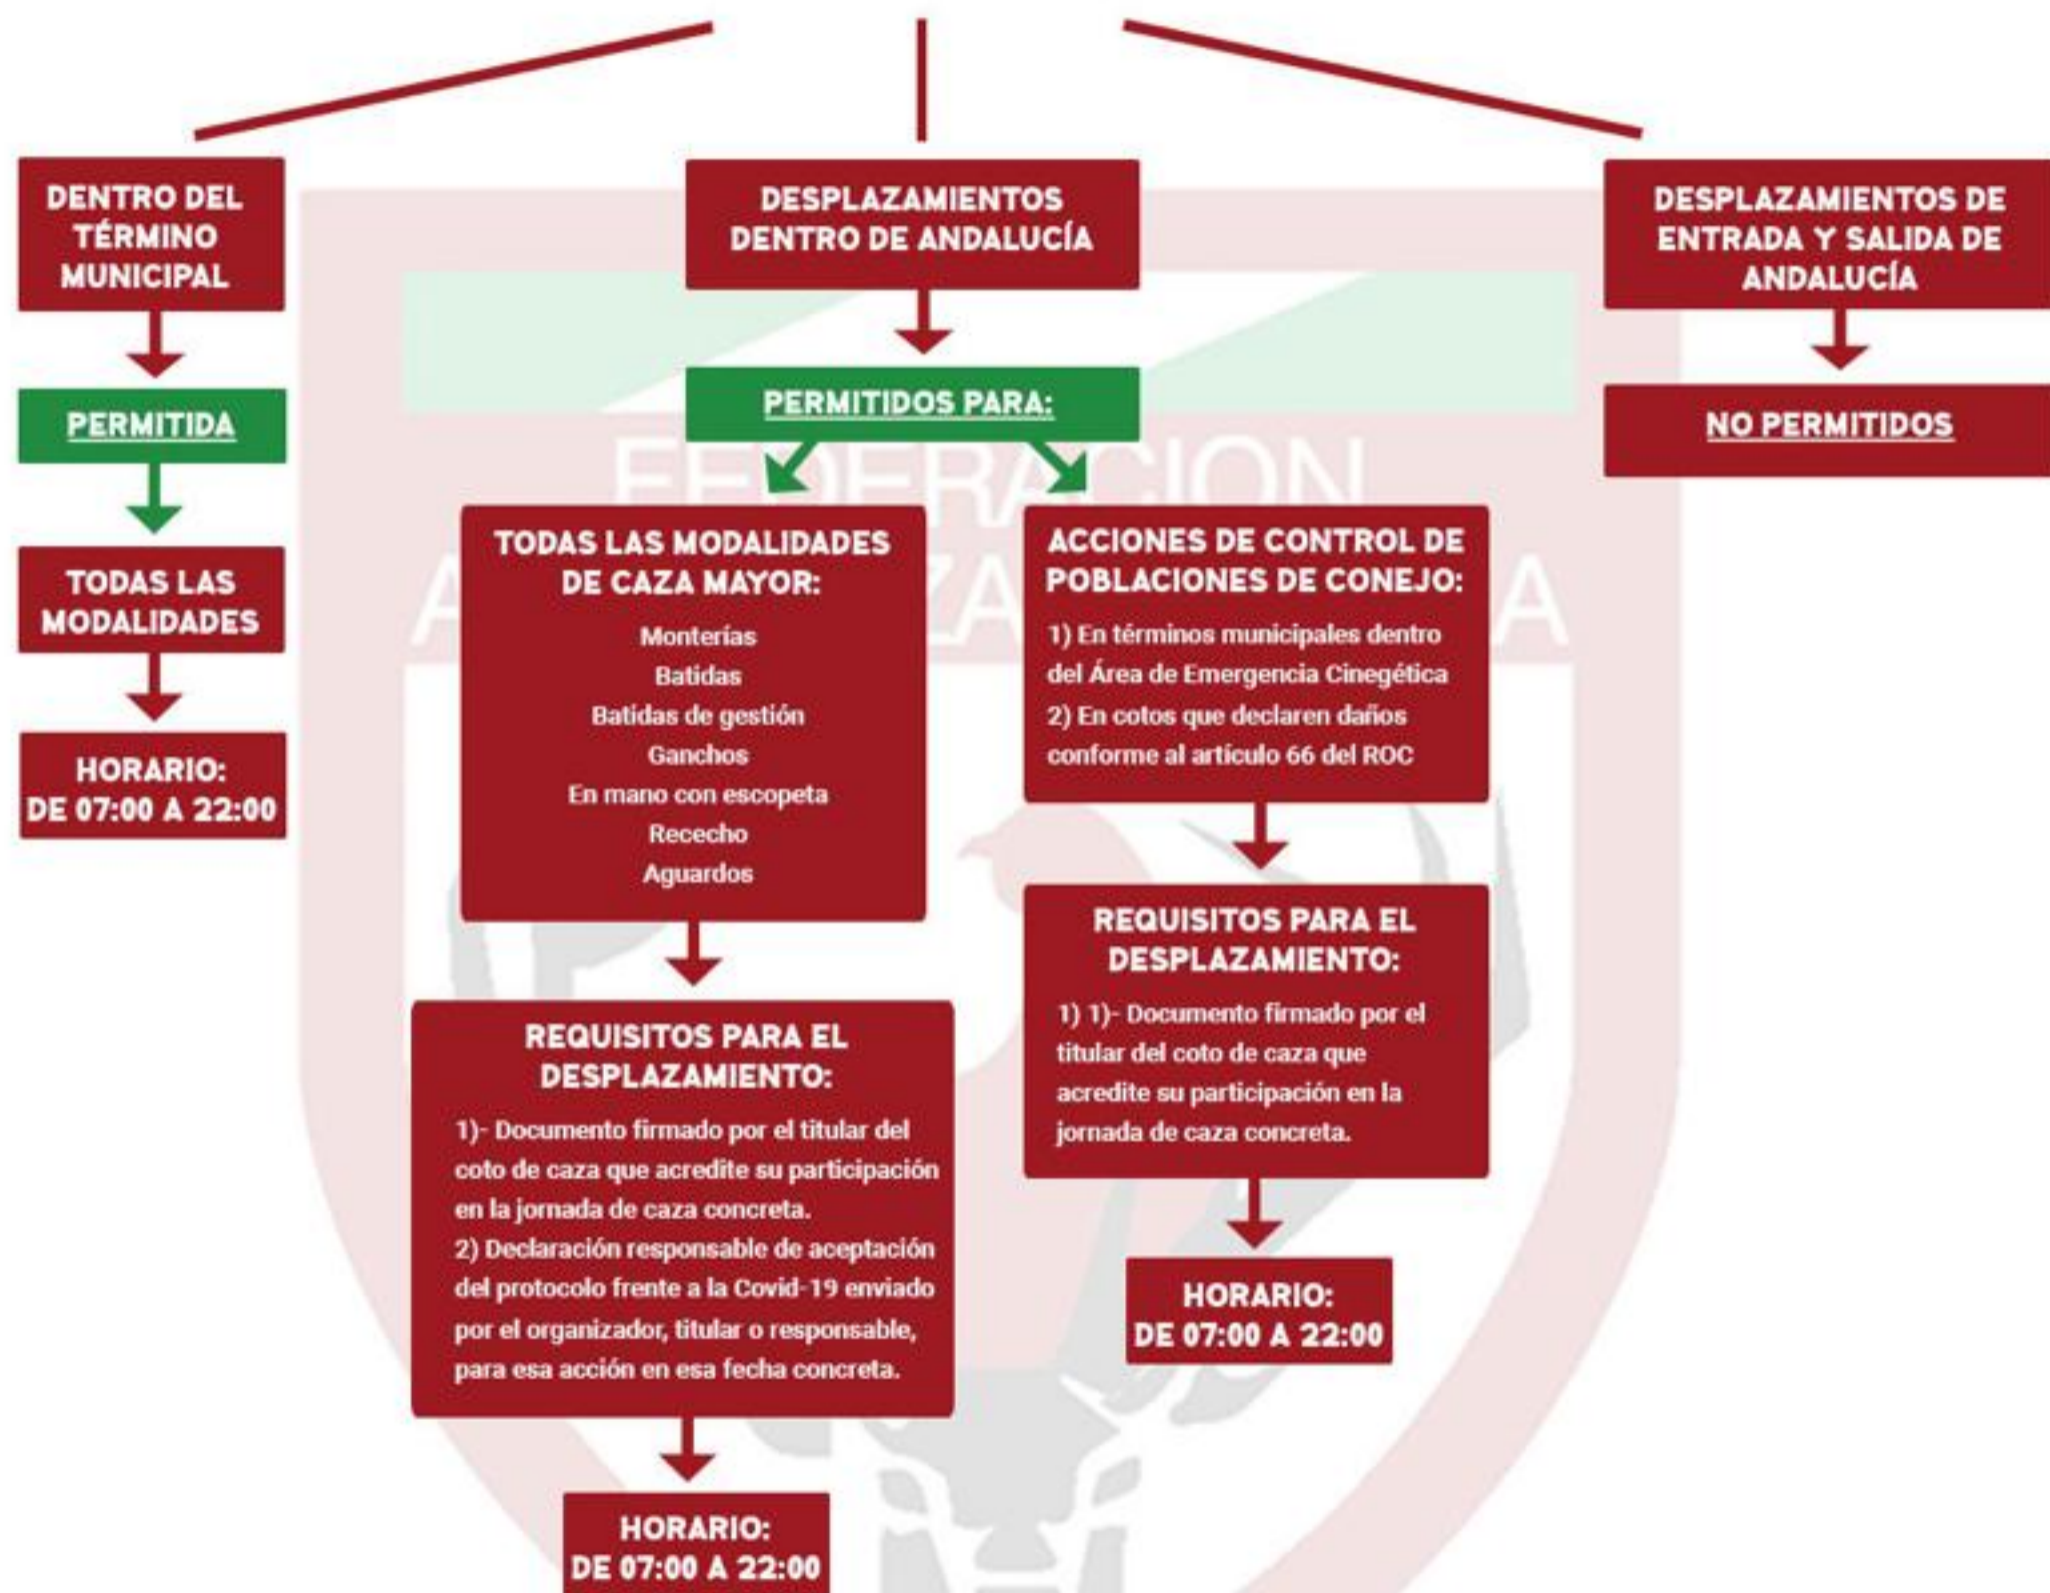 DENTRO DEL
TÉRMINO
MUNICIPAL
PERMITIDA
TODAS LAS
MODALIDADES
HORARIO:
DE 07:00 A 22:00
DESPLAZAMIENTOS
DENTRO DE ANDALUCÍA
PERMITIDOS PARA:
TODAS LAS MODALIDADES
DE CAZA MAYOR:
Monterías
Batidas
Batidas de gestión
Ganchos
En mano con escopeta
Rececho
Aguardos
REQUISITOS PARA EL
DESPLAZAMIENTO:
1)- Documento firmado por el titular del
coto de caza que acredite su participación
en la jornada de caza concreta.
2) Declaración responsable de aceptación
del protocolo frente a la Covid-19 enviado
por el organizador, titular o responsable,
para esa acción en esa fecha concreta.
HORARIO:
DE 07:00 A 22:00
ACCIONES DE CONTROL DE
POBLACIONES DE CONEJO:
1) En términos municipales dentro
del Área de Emergencia Cinegética
2) En cotos que declaren daños
conforme al artículo 66 del ROC
REQUISITOS PARA EL
DESPLAZAMIENTO:
1) 1)- Documento firmado por el
titular del coto de caza que
acredite su participación en la
jornada de caza concreta.
HORARIO:
DE 07:00 A 22:00
DESPLAZAMIENTOS DE
ENTRADA Y SALIDA DE
ANDALUCÍA
NO PERMITIDOS
FEDERACION